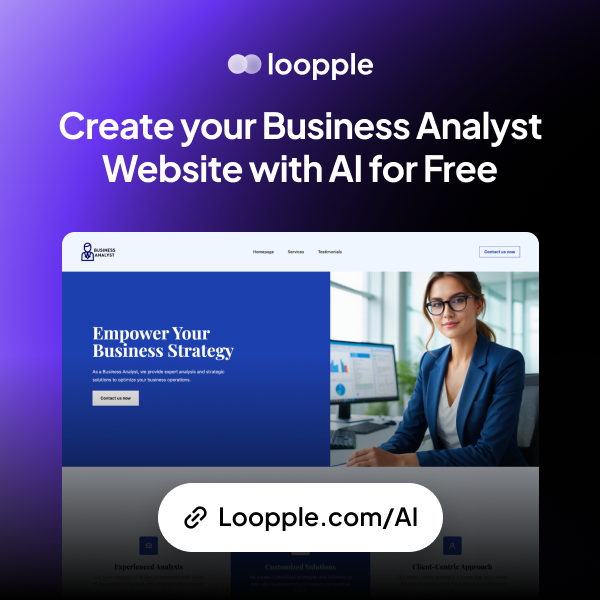 loopple
Create your Business Analyst
Website with AI for Free
BUSINESS
ANALYST
Homepage
Services
Testimonials
Contact us now
Empower Your
Business Strategy
As a Business Analyst, we provide expert analysis and strategic
solutions to optimize your business operations.
Contact us now
Loopple.com/AI
Experienced Analysts
Customized Solutions
Client-Centric Approach